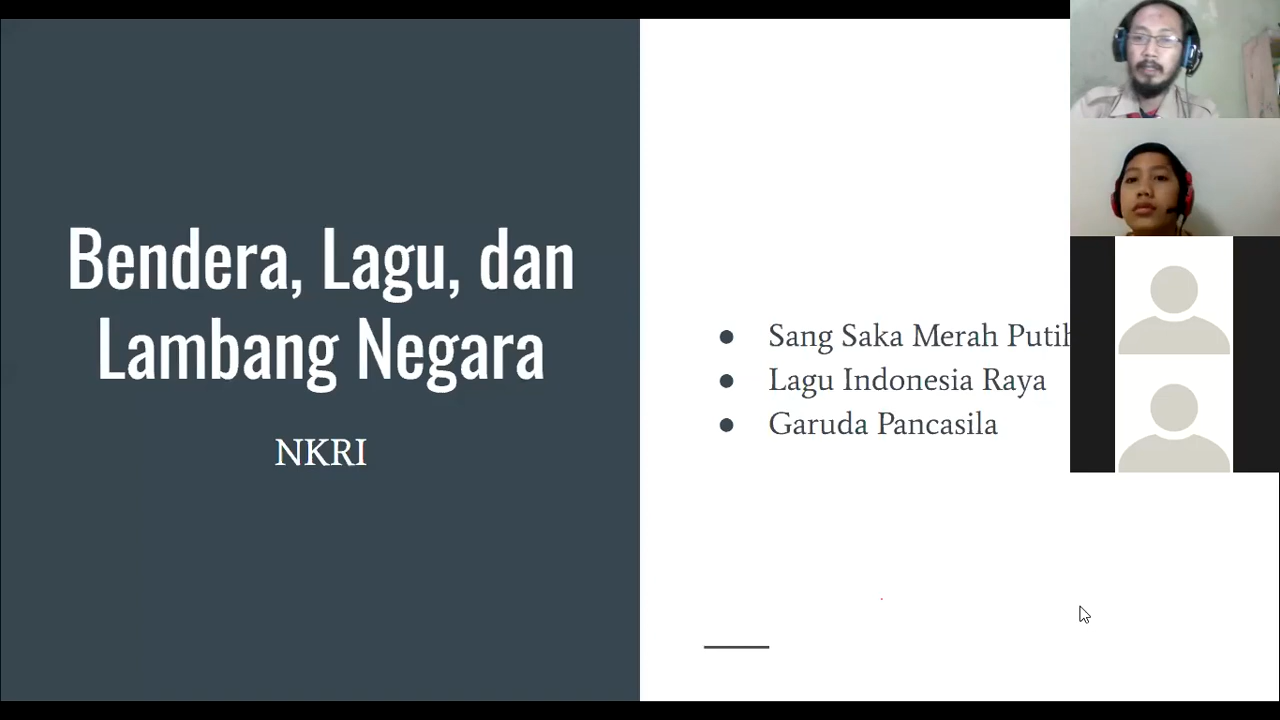 Bendera, Lagu, dan
Lambang Negara
NKRI
● Sang Saka Merah Putih
● Lagu Indonesia Raya
● Garuda Pancasila